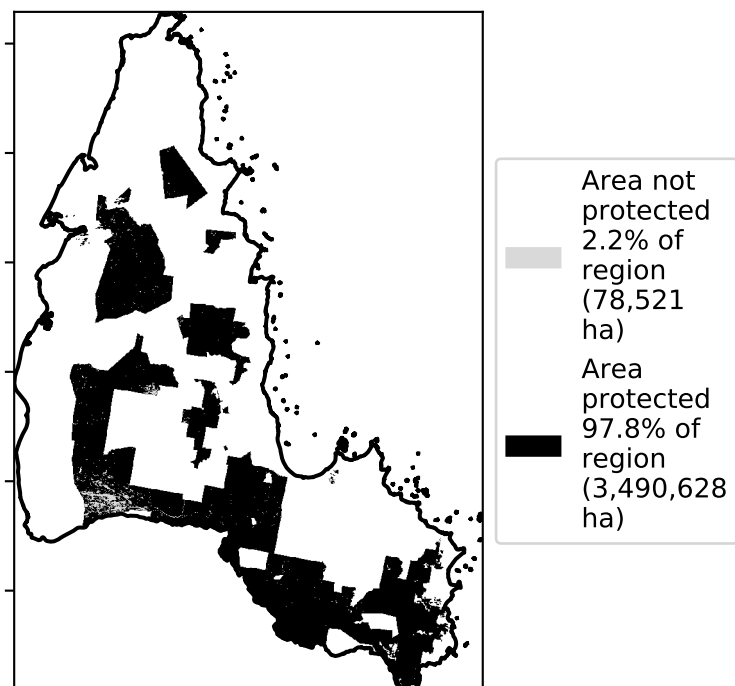 Area not
protected
2.2% of
region
(78,521
ha)
Area
protected
97.8% of
region
(3,490,628
ha)